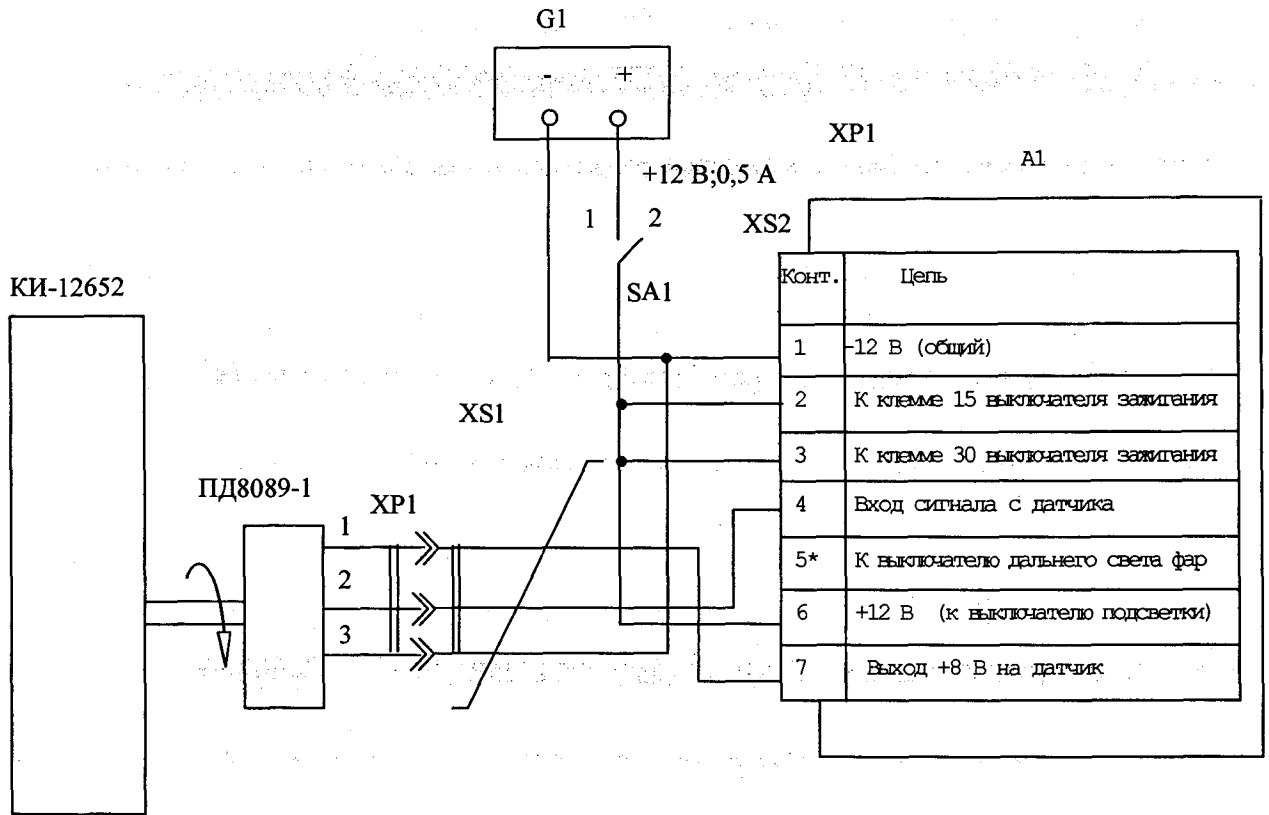 G1
- +
XP1
A1
+12 В;0,5 А
1 2
XS2
КИ-12652
SA1
Конт. Цепь
1 -12 В (общий)
2 К клемме 15 выключателя зажигания
3 К клемме 30 выключателя зажигания
4 Вход сигнала с датчика
5* К выключателю дальнего света фар
6 +12 В (к выключателю подсветки)
7 Выход +8 В на датчик
XS1
ПД8089-1
XP1
1
2
3